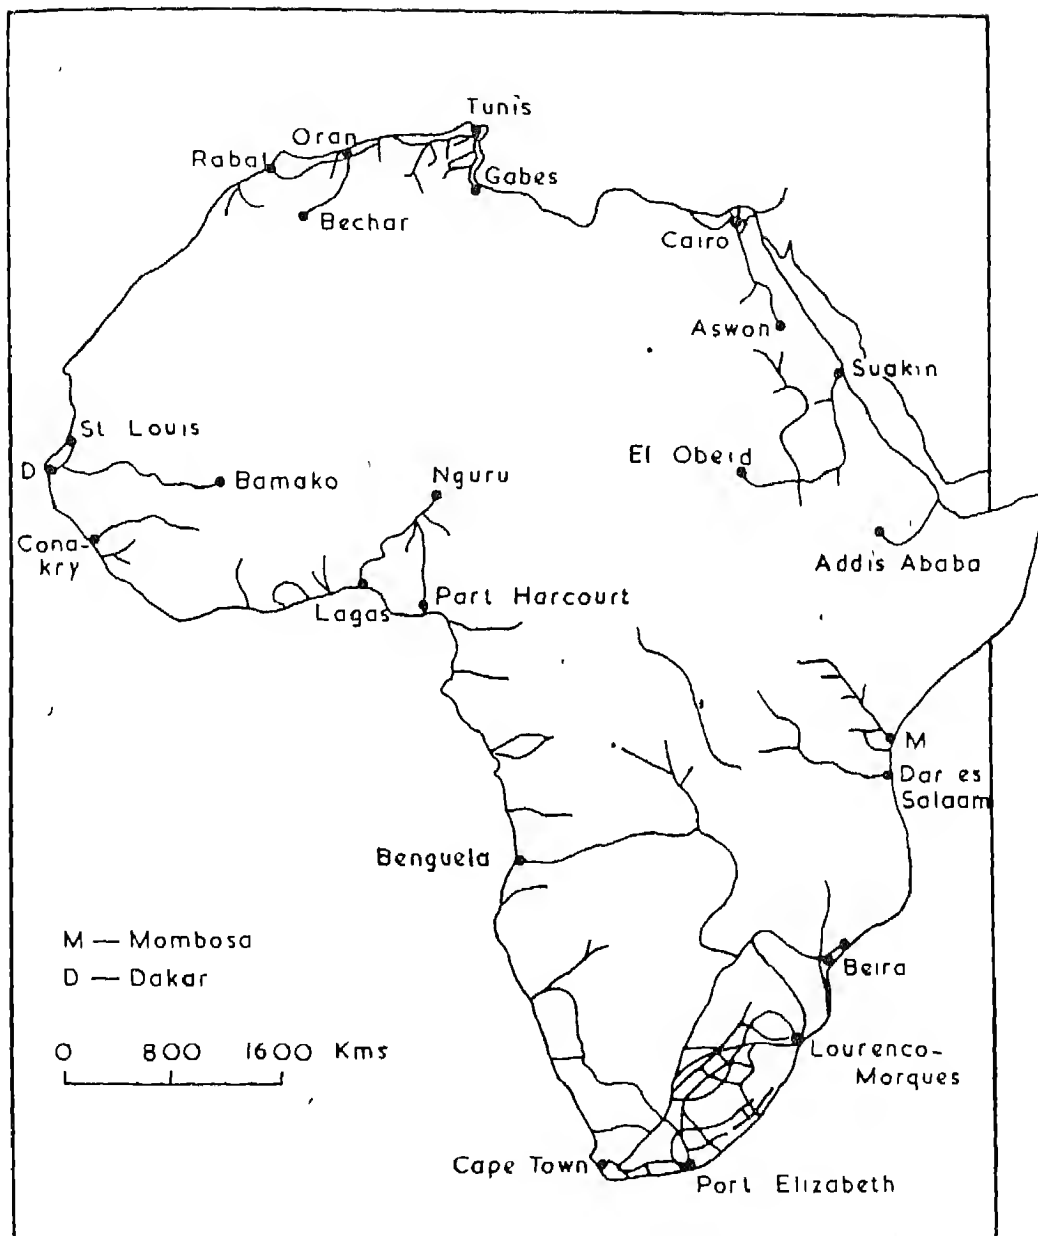 Tunis
Oran
Rabat
Gabes
Bechar
Cairo
Aswon
Suakin
St Louis
D
Bamako
Nguru
El Obeid
Cona-
kry
Addis Ababa
Lagas
Part Harcourt
M
Dar es
Salaam
Benguela
M — Mombosa
D — Dakar
Beira
0 800 1600 Kms
Lourenco-
Morques
Cape Town
Port Elizabeth